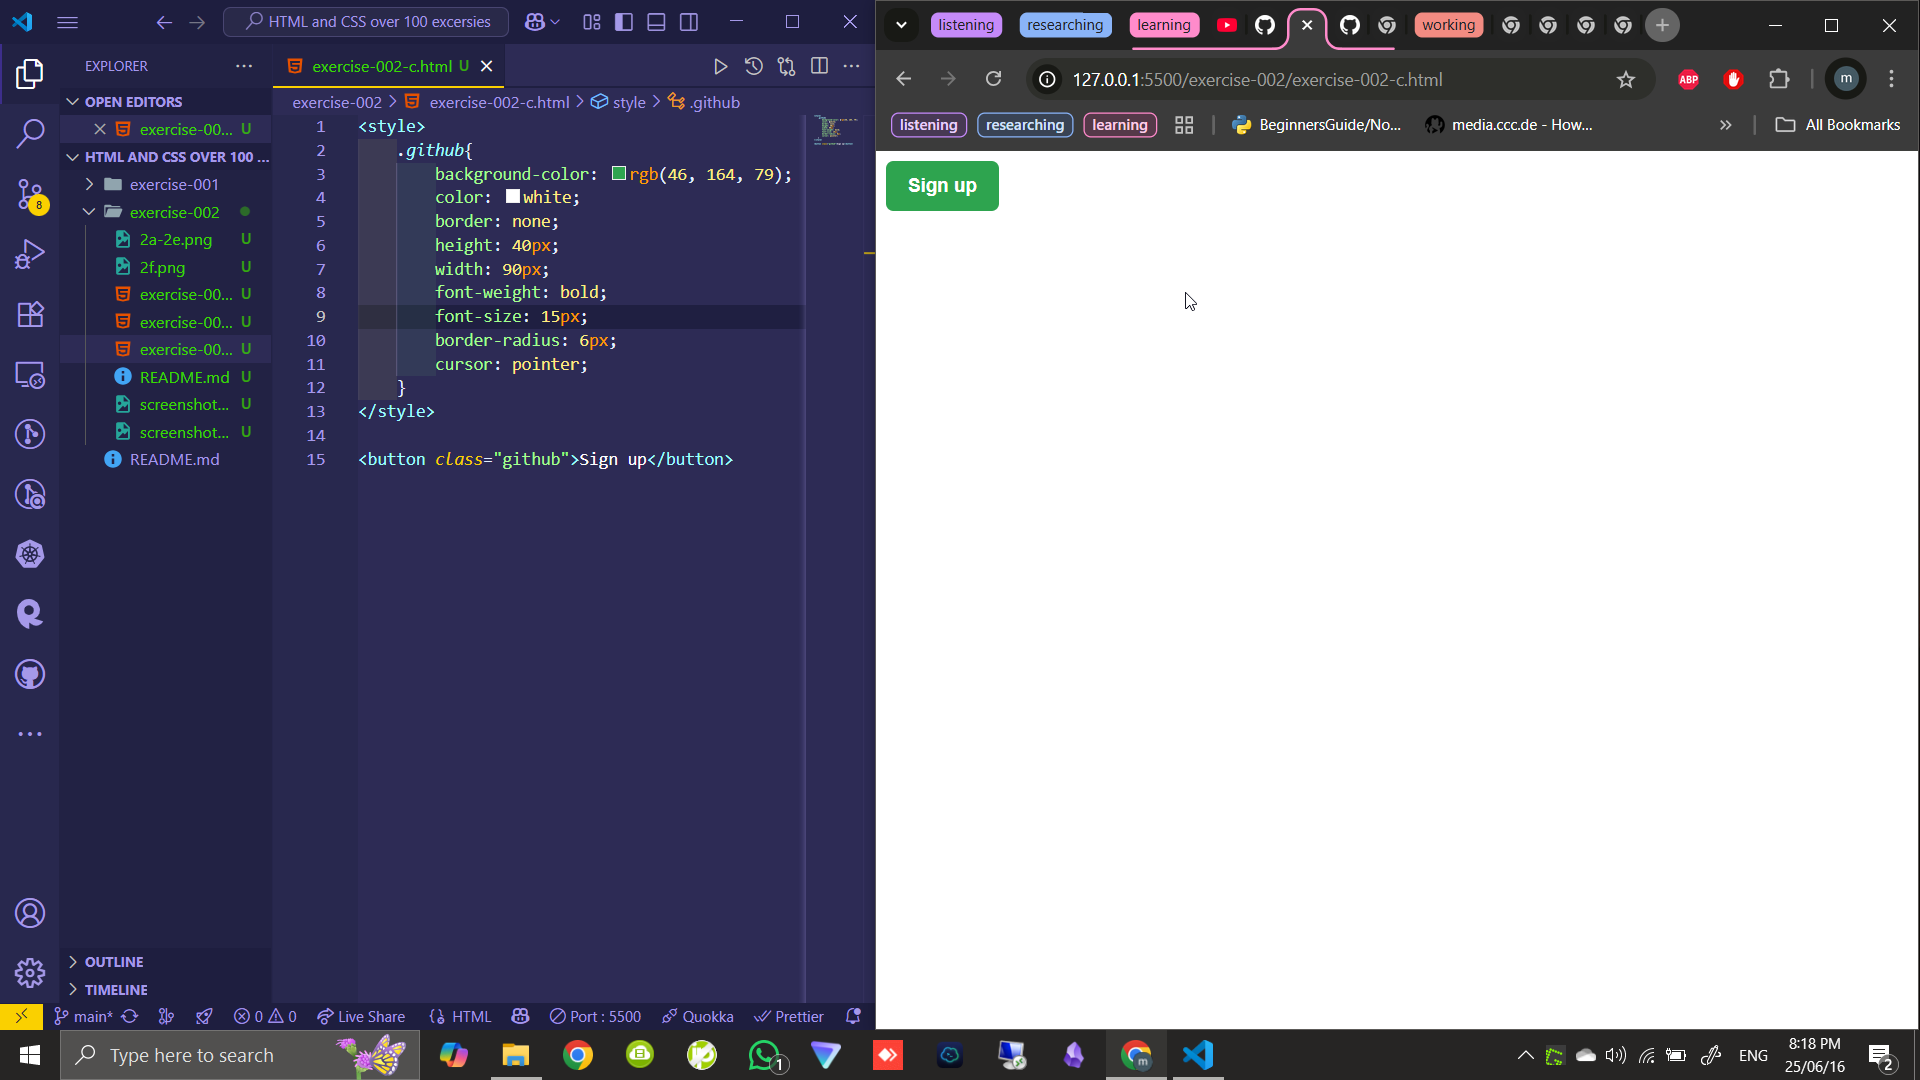 HTML and CSS over 100 excersies
EXPLORER
OPEN EDITORS
exercise-00... U
HTML AND CSS OVER 100 ...
exercise-001
exercise-002
2a-2e.png U
2f.png U
exercise-00... U
exercise-00... U
exercise-00... U
README.md U
screenshot... U
screenshot... U
README.md
OUTLINE
TIMELINE
8
exercise-002-c.html U
exercise-002 > exercise-002-c.html > style > .github
1 <style>
2 .github{
3 background-color: rgb(46, 164, 79);
4 color: white;
5 border: none;
6 height: 40px;
7 width: 90px;
8 font-weight: bold;
9 font-size: 15px;
10 border-radius: 6px;
11 cursor: pointer;
12 }
13 </style>
14
15 <button class="github">Sign up</button>
main* 0 0 Live Share HTML Port : 5500 Quokka Prettier
listening researching learning working
127.0.0.1:5500/exercise-002/exercise-002-c.html
ABP m
listening researching learning BeginnersGuide/No... media.ccc.de - How... All Bookmarks
Sign up
Type here to search
1
m
ENG
8:18 PM
25/06/16
2